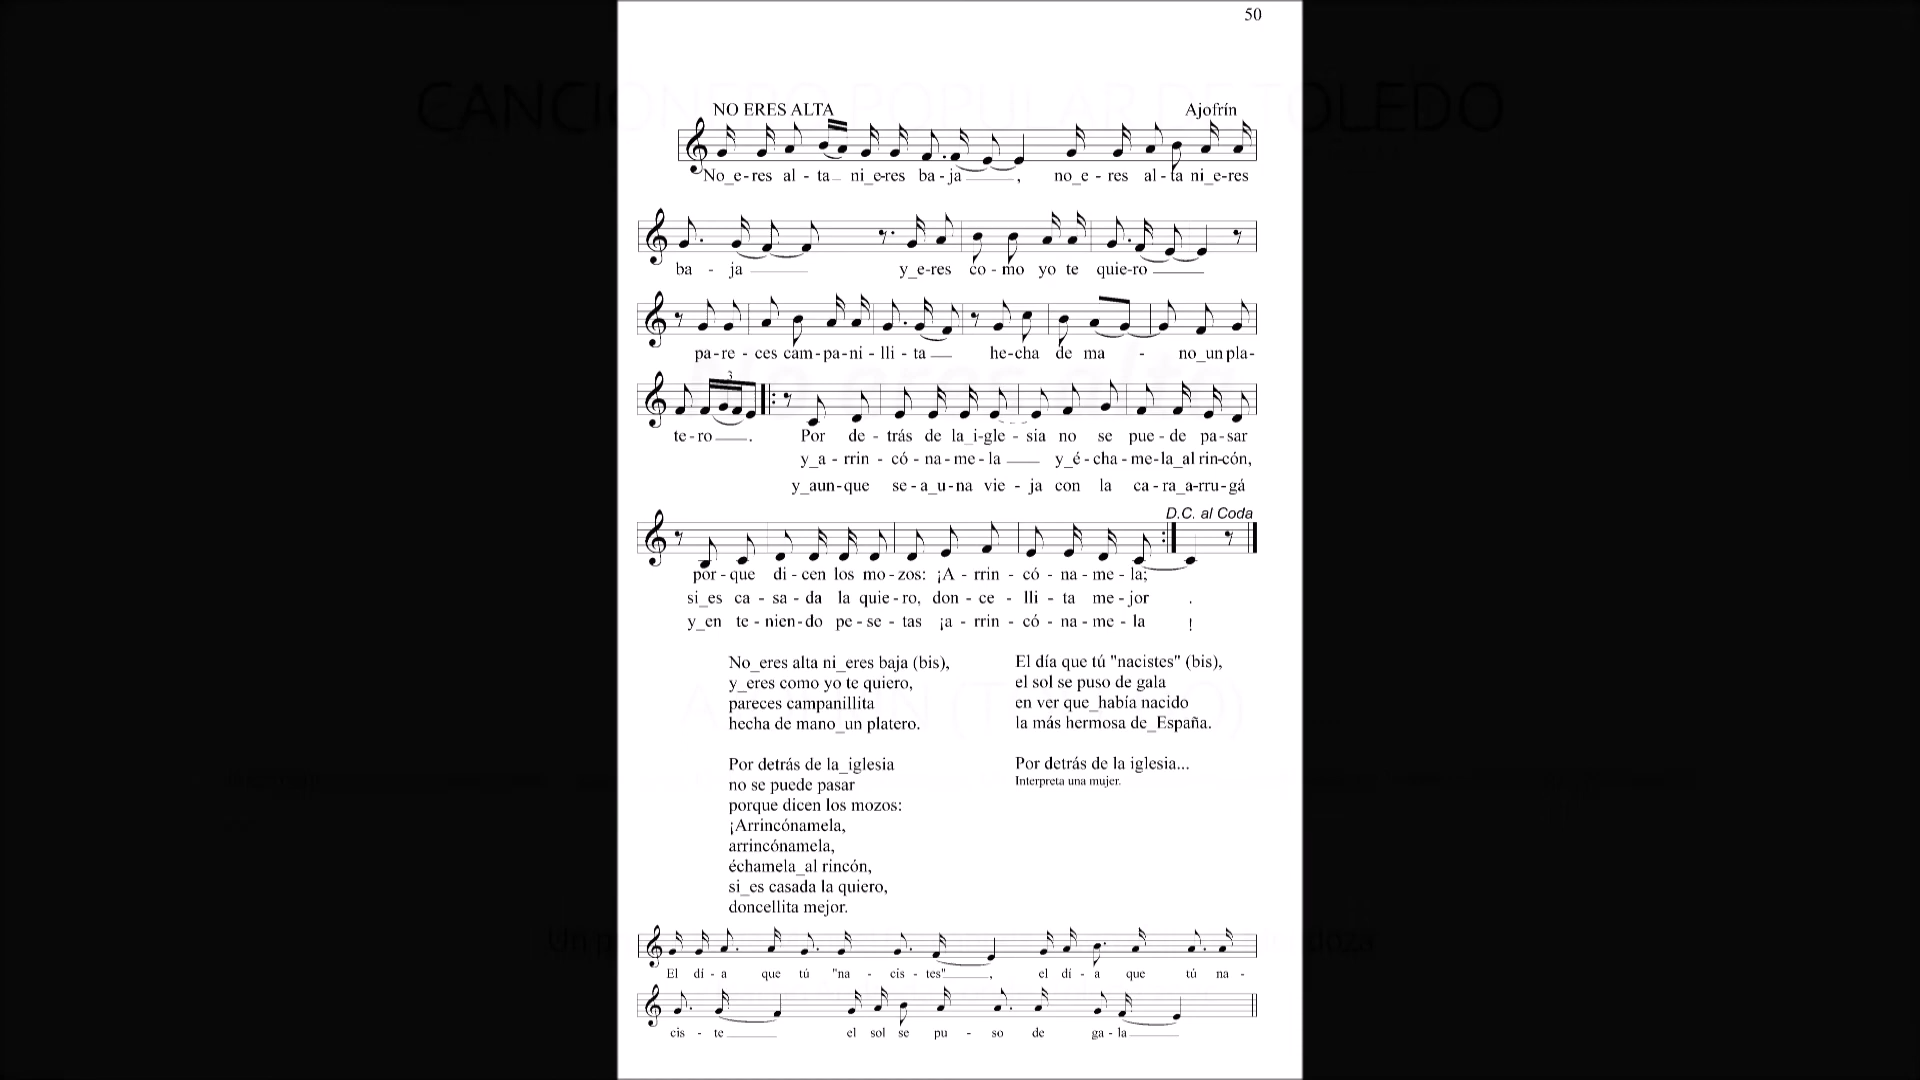 50
CANCIONERO POPULAR DE TOLEDO
NO ERES ALTA
Ajofrín
No_e-res al - ta ni_e-res ba - ja , no_e - res al - ta ni_e-res
ba - ja y_e-res co - mo yo te quie-ro
pa-re - ces cam-pa-ni - lli - ta he-cha de ma - no_un pla-
3
te-ro . Por de - trás de la_i-gle - sia no se pue - de pa-sar
y_a - rrin - có - na - me - la y_é - cha - me-la_al rin-cón,
y_aun-que se - a_u-na vie - ja con la ca - ra_a-rru-gá
D.C. al Coda
por - que di - cen los mo - zos: ¡A - rrin - có - na - me - la;
si_es ca - sa - da la quie - ro, don - ce - lli - ta me - jor .
y_en te - nien - do pe - se - tas ¡a - rrin - có - na - me - la !
No_eres alta ni_eres baja (bis),
y_eres como yo te quiero,
pareces campanillita
hecha de mano_un platero.
Por detrás de la_iglesia
no se puede pasar
porque dicen los mozos:
¡Arrincónamela,
arrincónamela,
échamela_al rincón,
si_es casada la quiero,
doncellita mejor.
El día que tú "nacistes" (bis),
el sol se puso de gala
en ver que_había nacido
la más hermosa de_España.
Por detrás de la iglesia...
Interpreta una mujer.
El dí - a que tú "na - cis - tes" , el dí - a que tú na -
cis - te el sol se pu - so de ga - la